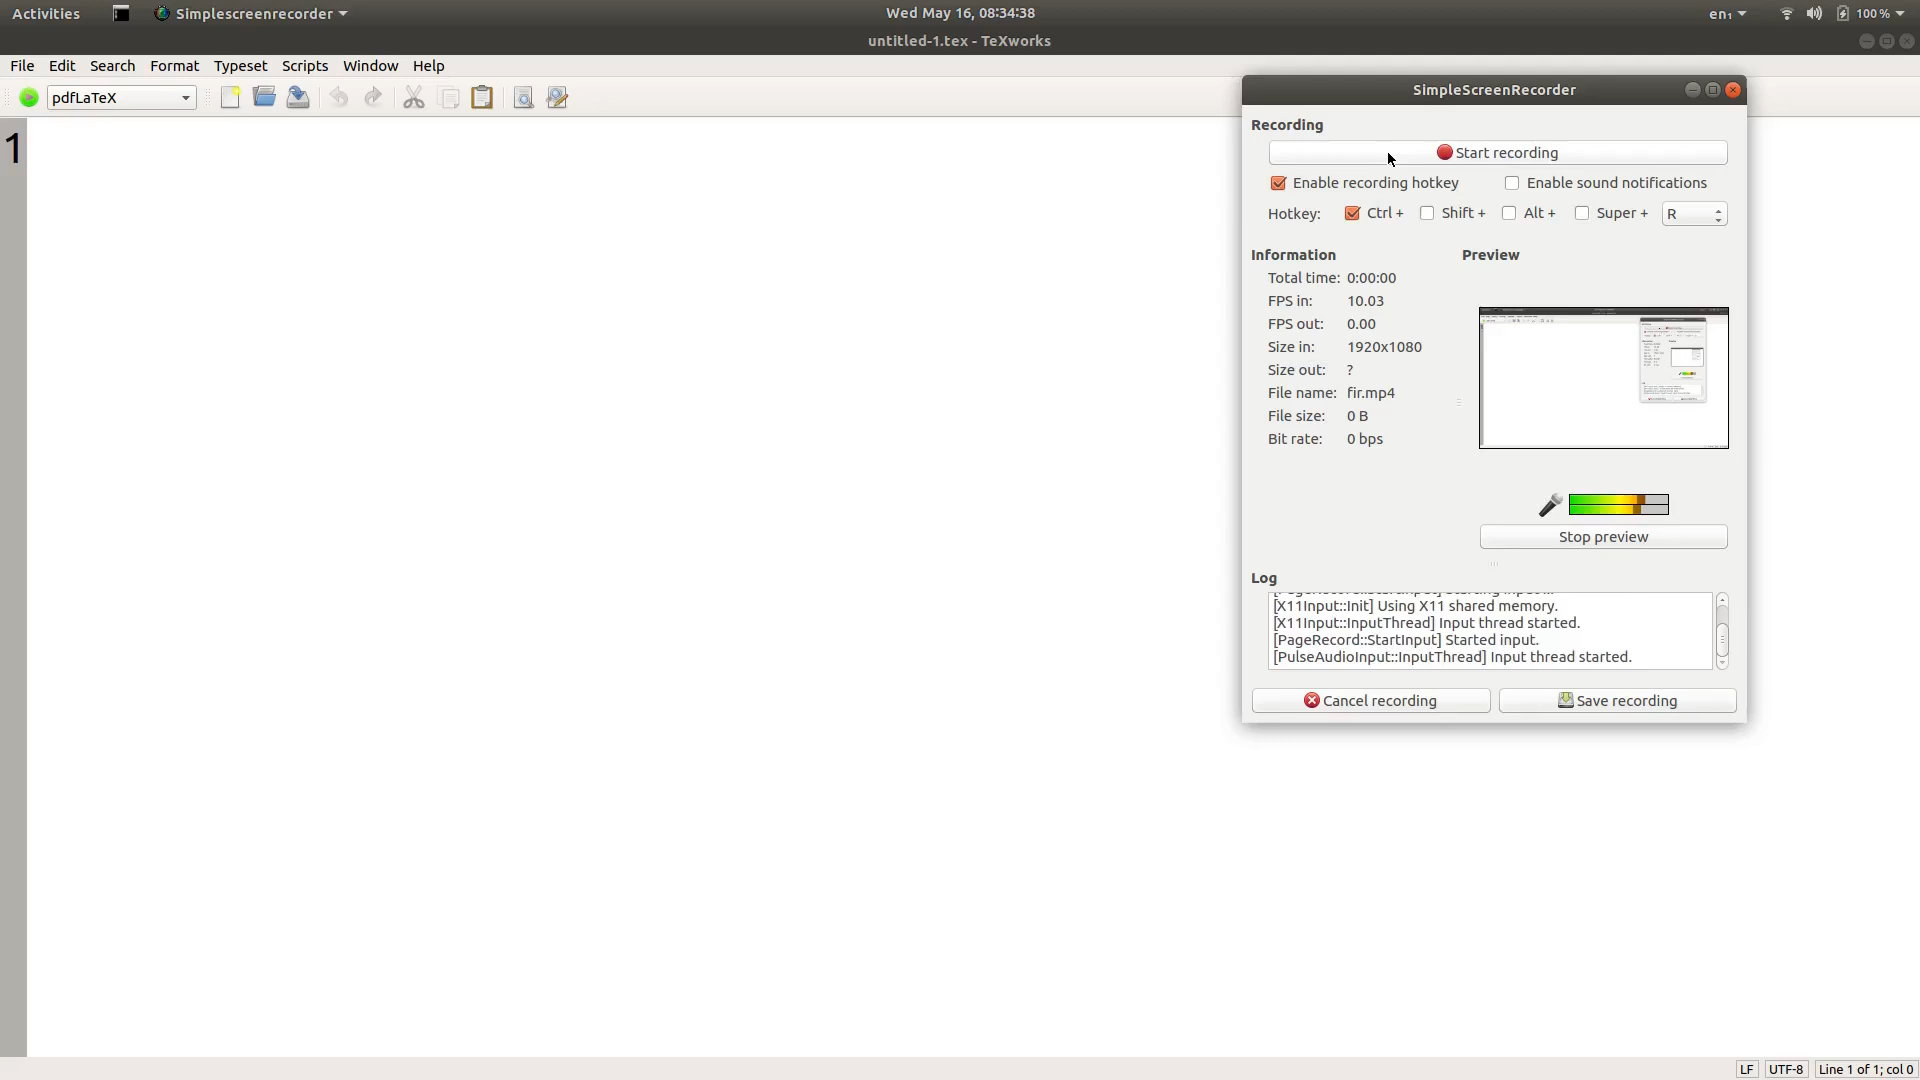 Activities
Simplescreenrecorder
Wed May 16, 08:34:38
en₁
100 %
untitled-1.tex - TeXworks
File Edit Search Format Typeset Scripts Window Help
pdfLaTeX
1
SimpleScreenRecorder
Recording
Start recording
Enable recording hotkey
Enable sound notifications
Hotkey: Ctrl + Shift + Alt + Super + R
Information
Preview
Total time: 0:00:00
FPS in: 10.03
FPS out: 0.00
Size in: 1920x1080
Size out: ?
File name: fir.mp4
File size: 0 B
Bit rate: 0 bps
Stop preview
Log
[X11Input::Init] Using X11 shared memory.
[X11Input::InputThread] Input thread started.
[PageRecord::StartInput] Started input.
[PulseAudioInput::InputThread] Input thread started.
Cancel recording
Save recording
LF UTF-8 Line 1 of 1; col 0